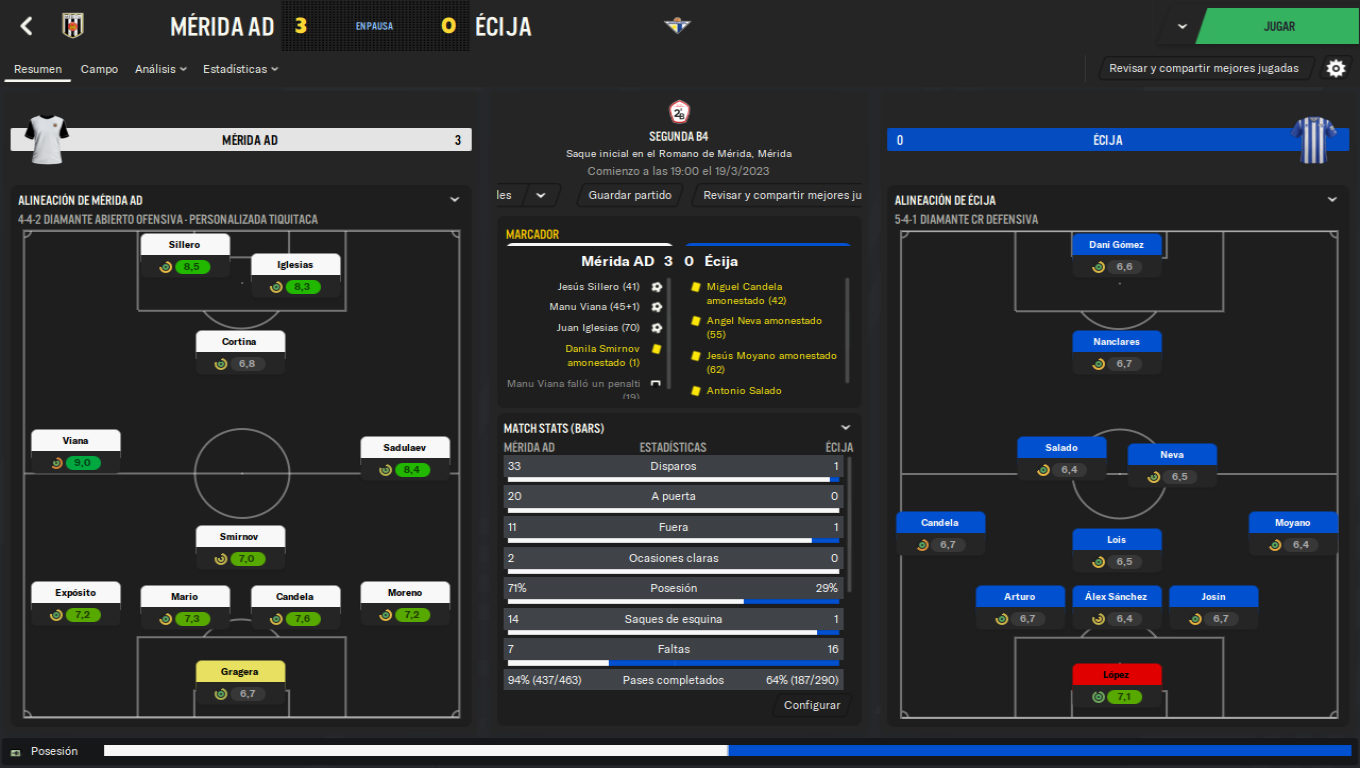 MÉRIDA AD 3 EN PAUSA 0 ÉCIJA
JUGAR
Resumen Campo Análisis Estadísticas
Revisar y compartir mejores jugadas
MÉRIDA AD 3
ALINEACIÓN DE MÉRIDA AD
4-4-2 DIAMANTE ABIERTO OFENSIVA - PERSONALIZADA TIQUITACA
Sillero
8,5
Iglesias
8,3
Cortina
6,8
Viana
9,0
Sadulaev
8,4
Smirnov
7,0
Expósito
7,2
Mario
7,3
Candela
7,6
Moreno
7,2
Gragera
6,7
2B
SEGUNDA B4
Saque inicial en el Romano de Mérida, Mérida
Comienzo a las 19:00 el 19/3/2023
les
Guardar partido
Revisar y compartir mejores ju
MARCADOR
Mérida AD 3 0 Écija
Jesús Sillero (41)
Manu Viana (45+1)
Juan Iglesias (70)
Danila Smirnov
amonestado (1)
Manu Viana falló un penalti
(19)
Miguel Candela
amonestado (42)
Angel Neva amonestado
(55)
Jesús Moyano amonestado
(62)
Antonio Salado
MATCH STATS (BARS)
MÉRIDA AD ESTADÍSTICAS ÉCIJA
33 Disparos 1
20 A puerta 0
11 Fuera 1
2 Ocasiones claras 0
71% Posesión 29%
14 Saques de esquina 1
7 Faltas 16
94% (437/463) Pases completados 64% (187/290)
Configurar
0 ÉCIJA
ALINEACIÓN DE ÉCIJA
5-4-1 DIAMANTE CR DEFENSIVA
Dani Gómez
6,6
Nanclares
6,7
Salado
6,4
Neva
6,5
Candela
6,7
Lois
6,5
Moyano
6,4
Arturo
6,7
Álex Sánchez
6,4
Josín
6,7
López
7,1
Posesión